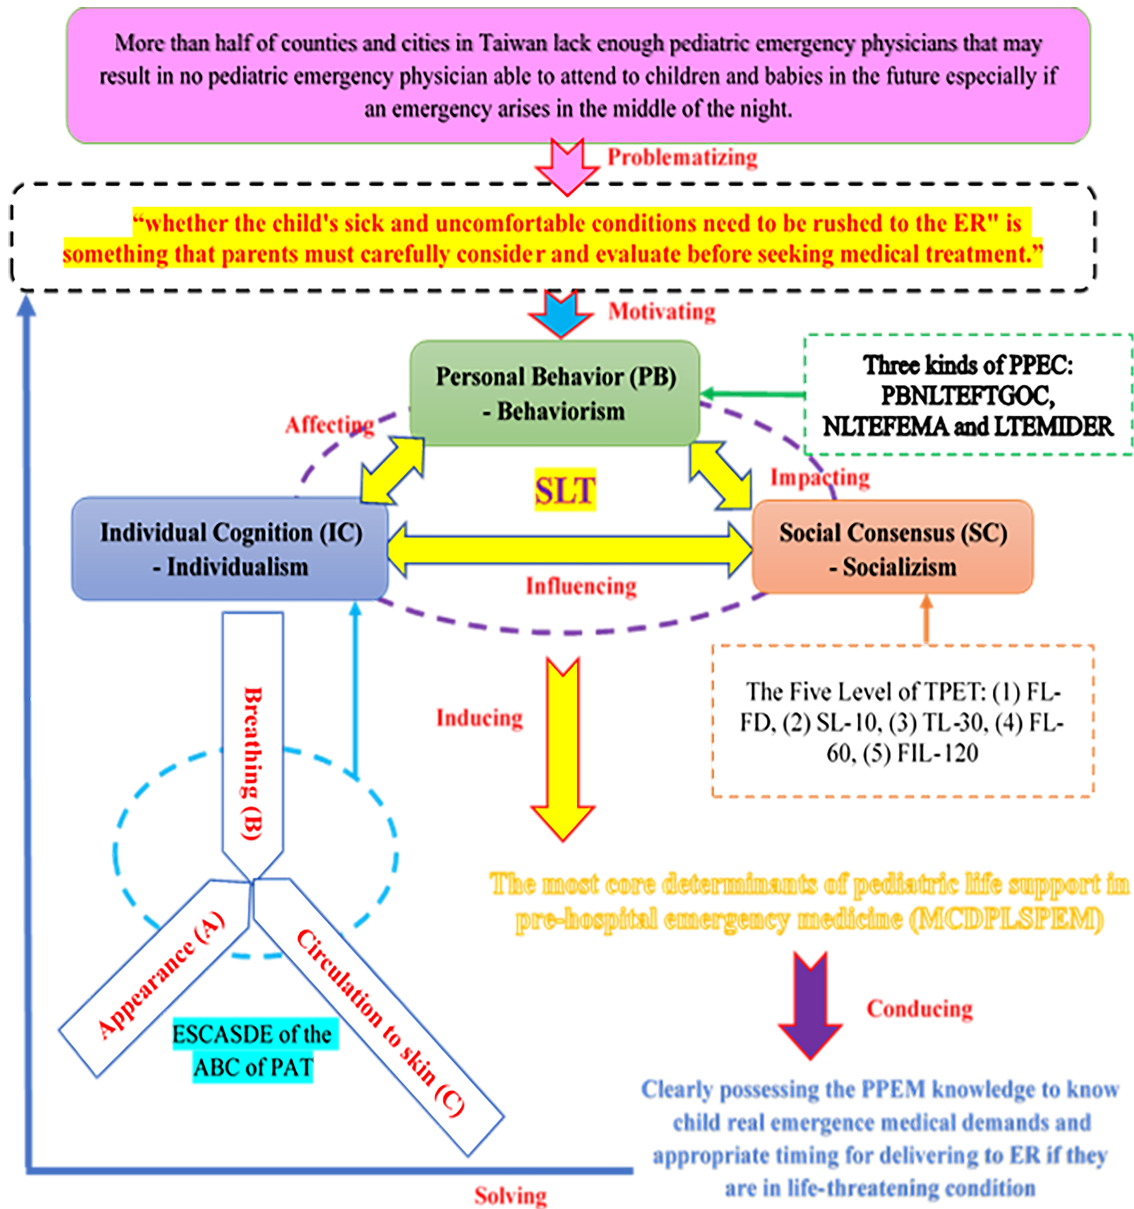 More than half of counties and cities in Taiwan lack enough pediatric emergency physicians that may
result in no pediatric emergency physician able to attend to children and babies in the future especially if
an emergency arises in the middle of the night.
Problematizing
“whether the child's sick and uncomfortable conditions need to be rushed to the ER" is
something that parents must carefully consider and evaluate before seeking medical treatment.”
Motivating
Personal Behavior (PB)
- Behaviorism
Three kinds of PPEC:
PBNLTEFTGOC,
NLTEFEMA and LTEMIDER
Affecting
SLT
Impacting
Individual Cognition (IC)
- Individualism
Social Consensus (SC)
- Socializism
Influencing
The Five Level of TPET: (1) FL-
FD, (2) SL-10, (3) TL-30, (4) FL-
60, (5) FIL-120
Inducing
Breathing (B)
Appearance (A)
Circulation to skin (C)
ESCASDE of the
ABC of PAT
The most core determinants of pediatric life support in
pre-hospital emergency medicine (MCDPLSPEM)
Conducing
Clearly possessing the PPEM knowledge to know
child real emergence medical demands and
appropriate timing for delivering to ER if they
are in life-threatening condition
Solving